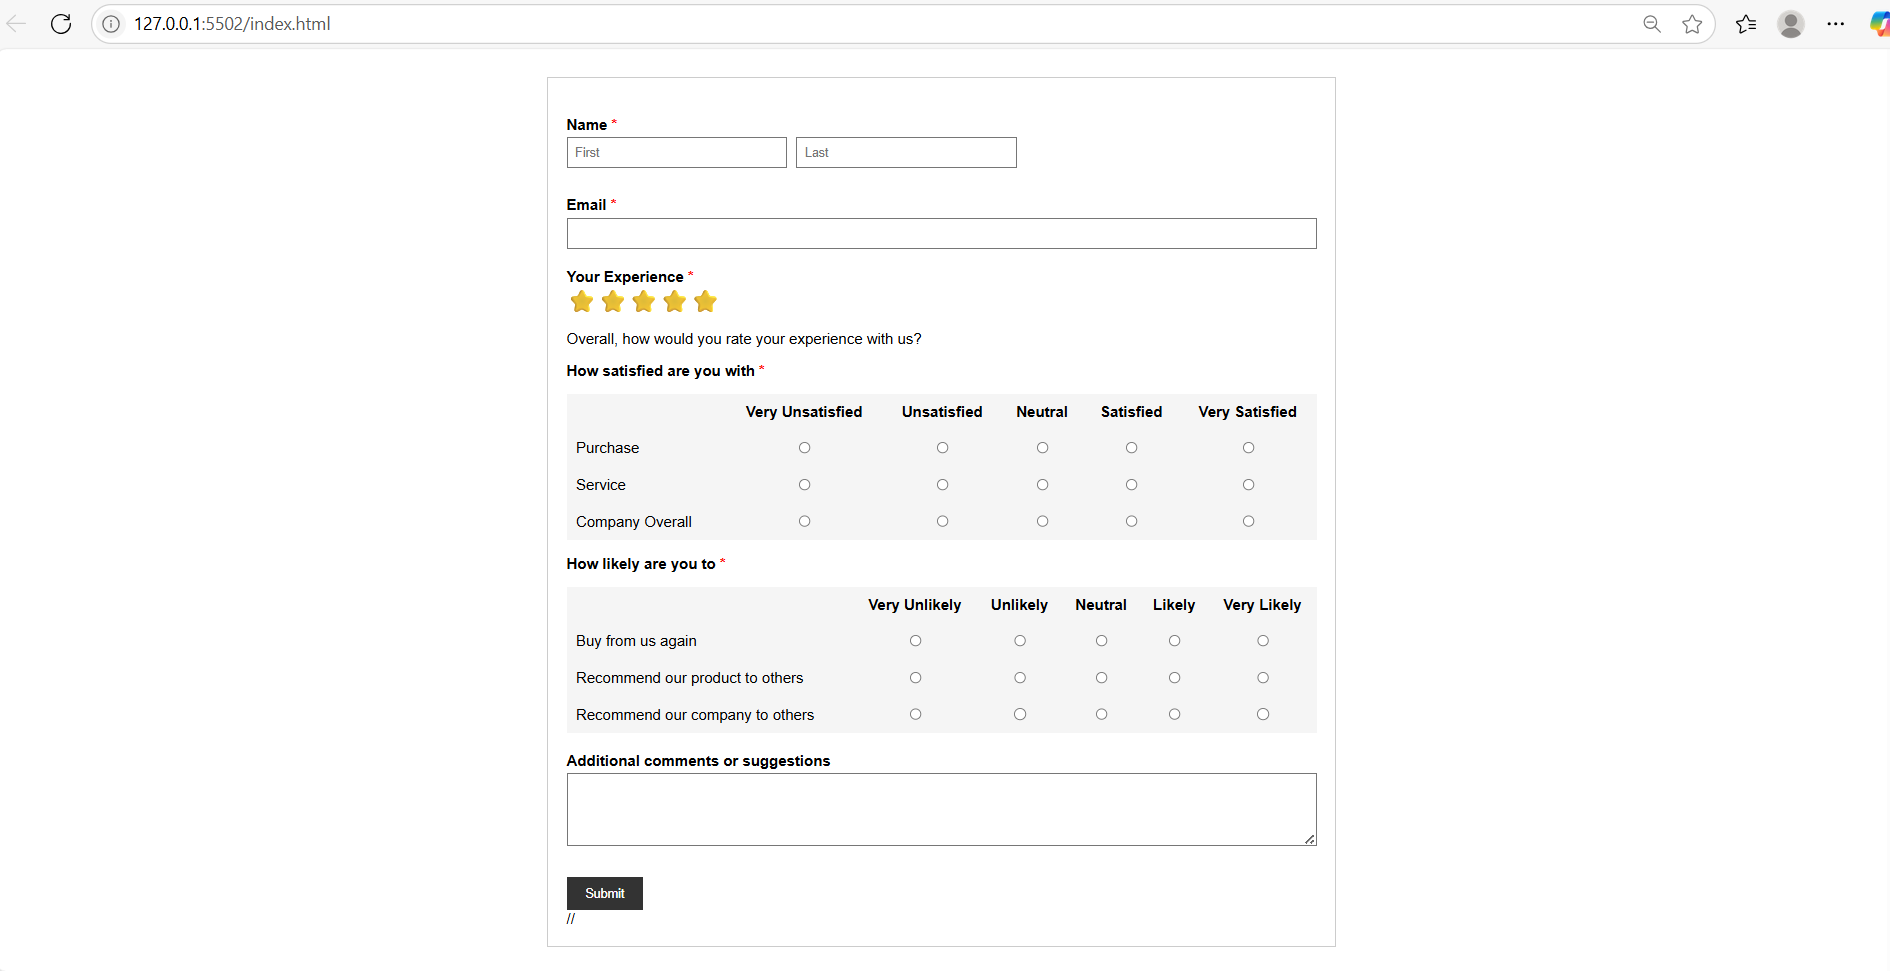 127.0.0.1:5502/index.html
Name *
First Last
Email *
Your Experience *
Overall, how would you rate your experience with us?
How satisfied are you with *
Very Unsatisfied Unsatisfied Neutral Satisfied Very Satisfied
Purchase
Service
Company Overall
How likely are you to *
Very Unlikely Unlikely Neutral Likely Very Likely
Buy from us again
Recommend our product to others
Recommend our company to others
Additional comments or suggestions
Submit
//